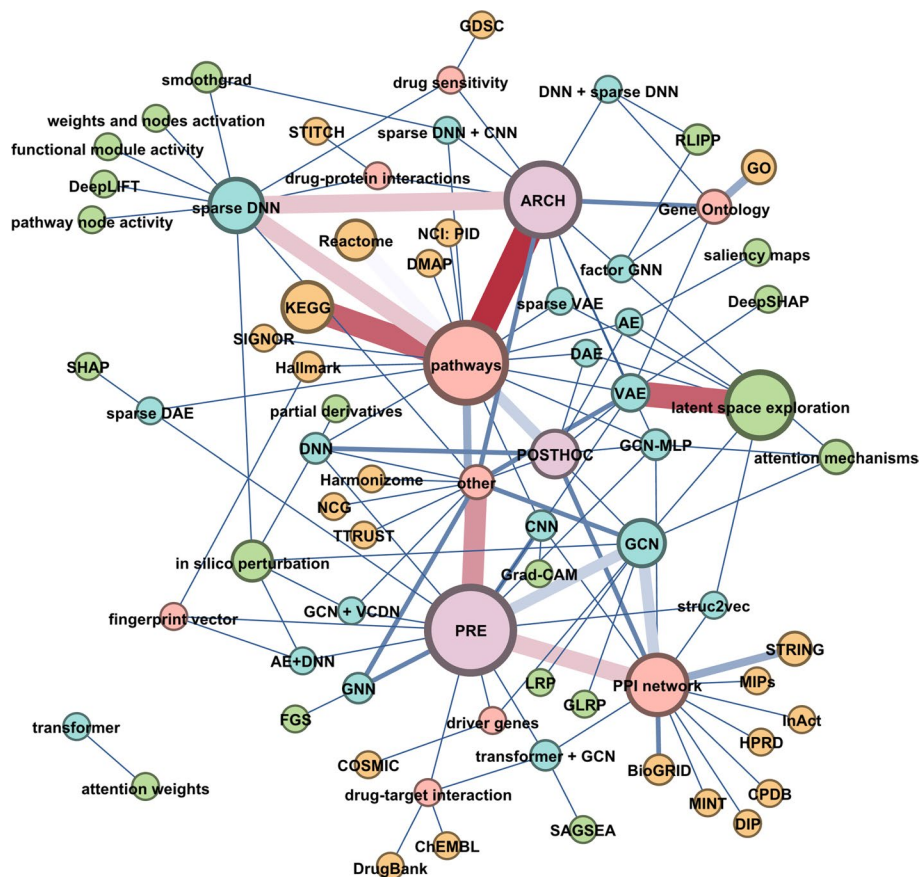 GDSC
smoothgrad
drug sensitivity
DNN + sparse DNN
weights and nodes activation
STITCH
sparse DNN + CNN
RLIPP
functional module activity
GO
DeepLIFT
drug-protein interactions
sparse DNN
ARCH
Gene Ontology
pathway node activity
Reactome
NCI: PID
saliency maps
DMAP
factor GNN
KEGG
sparse VAE
DeepSHAP
AE
SIGNOR
DAE
SHAP
Hallmark
pathways
VAE
latent space exploration
sparse DAE
partial derivatives
DNN
POSTHOC
GCN-MLP
attention mechanisms
Harmonizome
other
NCG
CNN
TTRUST
GCN
in silico perturbation
Grad-CAM
fingerprint vector
GCN + VCDN
struc2vec
PRE
STRING
AE+DNN
LRP
PPI network
MIPs
GNN
GLRP
FGS
driver genes
InAct
transformer
HPRD
COSMIC
transformer + GCN
BioGRID
attention weights
drug-target interaction
CPDB
MINT
DIP
SAGSEA
ChEMBL
DrugBank